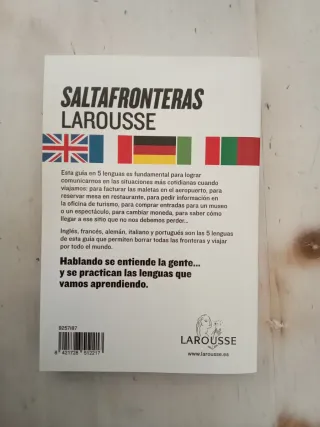 SALTAFRONTERAS
LAROUSSE
Esta guía en 5 lenguas es fundamental para lograr
comunicarnos en las situaciones más cotidianas cuando
viajamos: para facturar las maletas en el aeropuerto, para
reservar mesa en restaurante, para pedir información en
la oficina de turismo, para comprar entradas para un museo
o un espectáculo, para cambiar moneda, para saber cómo
llegar a ese sitio que no nos debemos perder...
Inglés, francés, alemán, italiano y portugués son las 5 lenguas
de esta guía que permiten borrar todas las fronteras y viajar
por todo el mundo.
Hablando se entiende la gente...
y se practican las lenguas que
vamos aprendiendo.
LAROUSSE
www.larousse.es